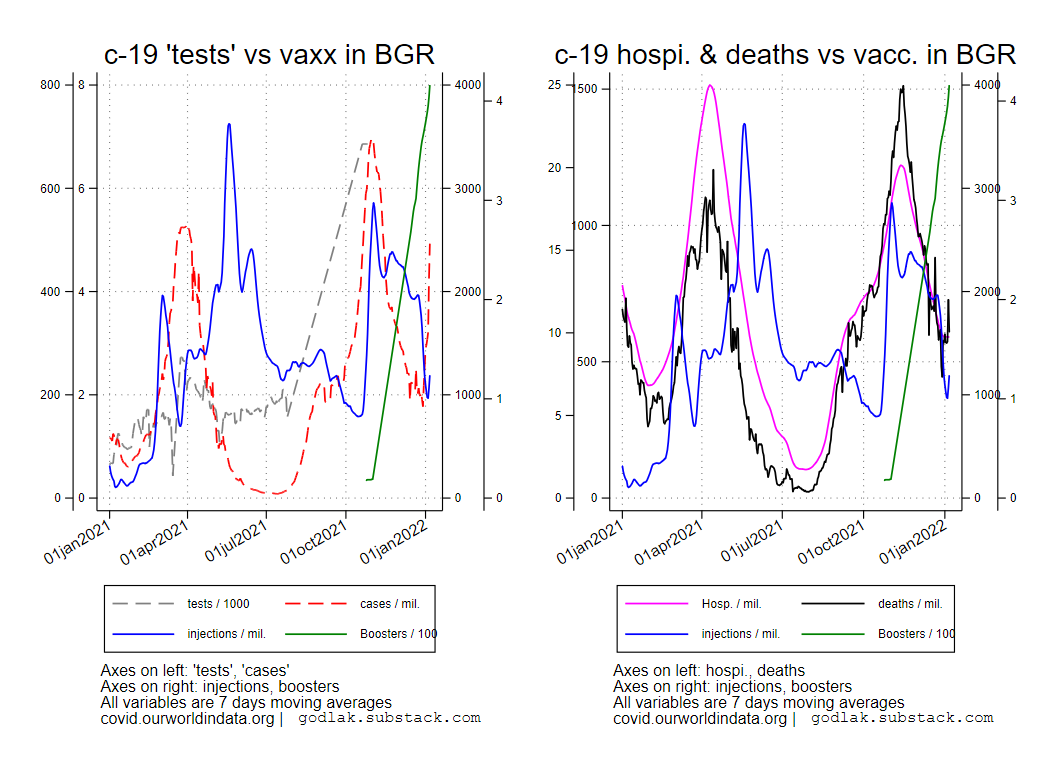 c-19 'tests' vs vaxx in BGR
800 8 4000 4
600 6 3000 3
400 4 2000 2
200 2 1000 1
0 0 0 0
01jan2021 01apr2021 01jul2021 01oct2021 01jan2022
tests / 1000 cases / mil.
injections / mil. Boosters / 100
Axes on left: 'tests', 'cases'
Axes on right: injections, boosters
All variables are 7 days moving averages
covid.ourworldindata.org | godlak.substack.com
c-19 hospi. & deaths vs vacc. in BGR
25 1500 4000 4
20 3000 3
1000
15
2000 2
10
500
5 1000 1
0 0 0 0
01jan2021 01apr2021 01jul2021 01oct2021 01jan2022
Hosp. / mil. deaths / mil.
injections / mil. Boosters / 100
Axes on left: hospi., deaths
Axes on right: injections, boosters
All variables are 7 days moving averages
covid.ourworldindata.org | godlak.substack.com